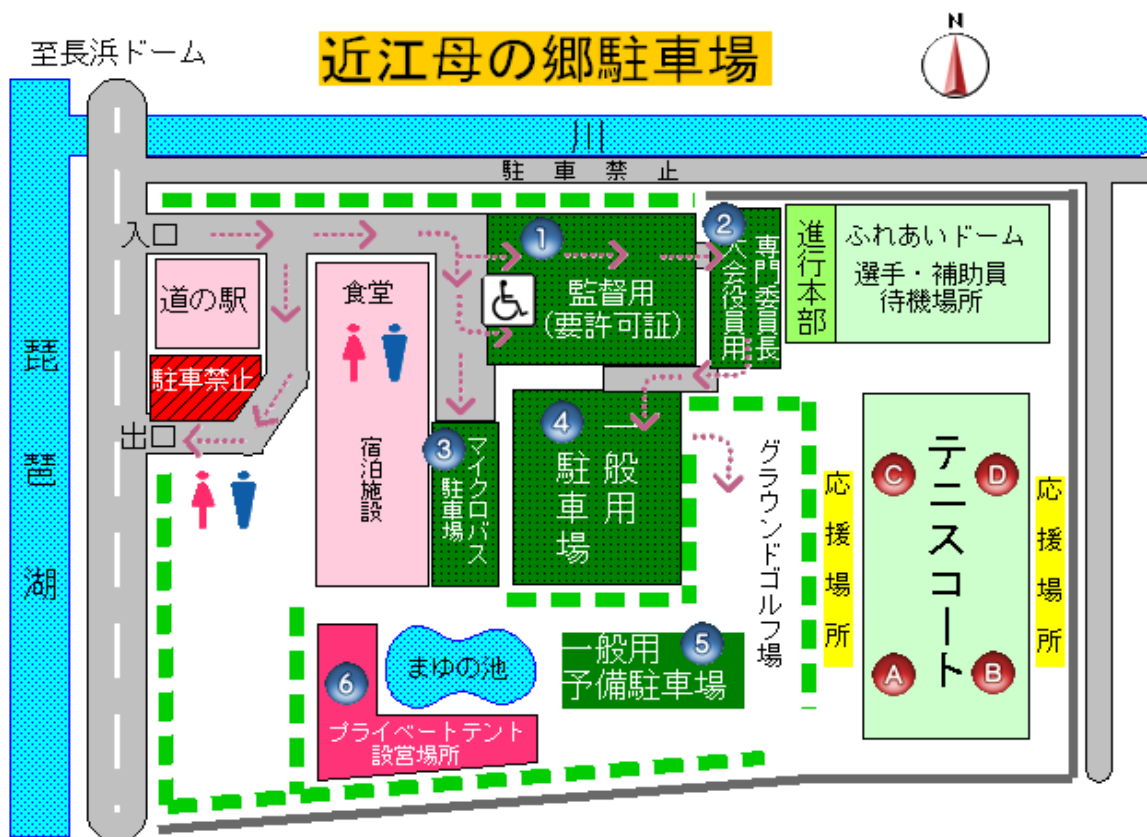 近江母の郷駐車場
N
至長浜ドーム
川
駐車禁止
入口
道の駅
駐車禁止
出口
琵琶湖
食堂
宿泊施設
①
監督用
(要許可証)
②
専門委員長
大会役員用
進行本部
ふれあいドーム
選手・補助員
待機場所
③
マイクロバス
駐車場
④
一般用
駐車場
グラウンドゴルフ場
応援場所
テニスコート
C
D
A
B
応援場所
⑤
一般用
予備駐車場
まゆの池
⑥
プライベートテント
設営場所